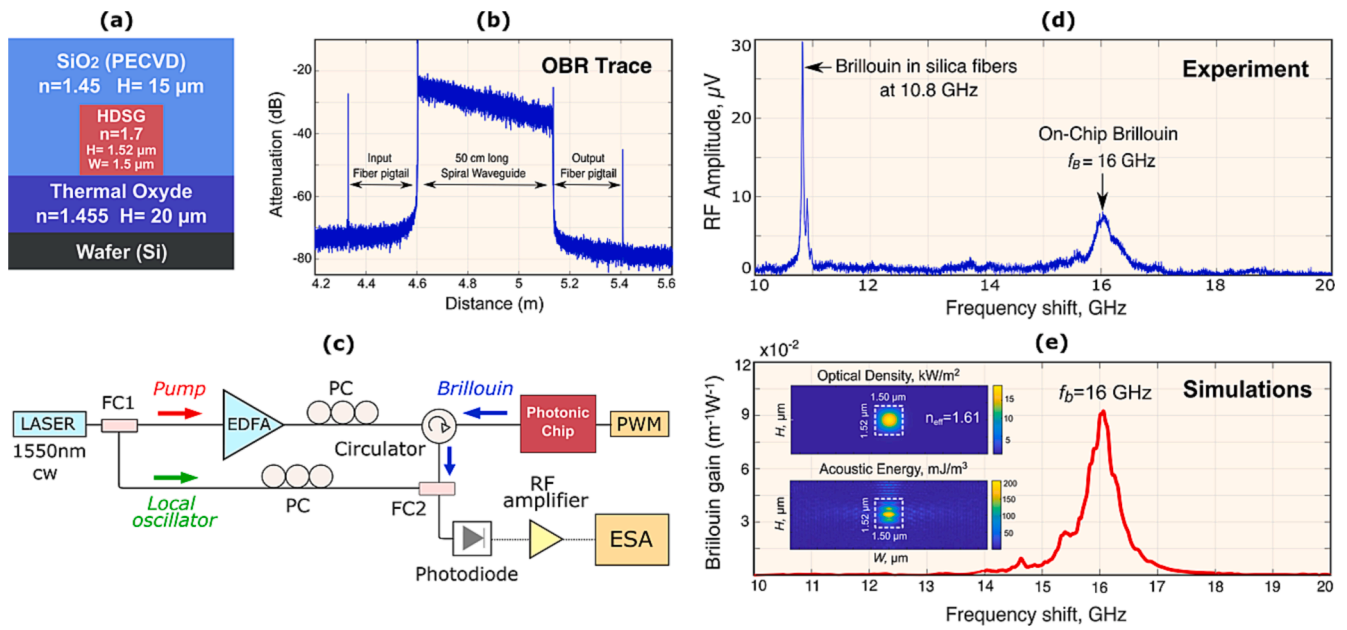 (a)
SiO₂ (PECVD)
n=1.45 H= 15 µm
HDSG
n=1.7
H= 1.52 µm
W= 1.5 µm
Thermal Oxyde
n=1.455 H= 20 µm
Wafer (Si)
(b)
OBR Trace
Attenuation (dB)
-20
-40
-60
-80
Input
Fiber pigtail
50 cm long
Spiral Waveguide
Output
Fiber pigtail
4.2 4.4 4.6 4.8 5 5.2 5.4 5.6
Distance (m)
(c)
LASER
1550nm
cw
FC1
Pump
EDFA
PC
Circulator
Brillouin
Photonic
Chip
PWM
Local
oscillator
PC
FC2
RF
amplifier
Photodiode
ESA
(d)
Experiment
RF Amplitude, µV
30
20
10
0
Brillouin in silica fibers
at 10.8 GHz
On-Chip Brillouin
f_B= 16 GHz
10 12 14 16 18 20
Frequency shift, GHz
(e)
Simulations
x10⁻²
Brillouin gain (m⁻¹W⁻¹)
12
9
6
3
f_b=16 GHz
Optical Density, kW/m²
1.50 µm
1.52 µm
n_eff=1.61
H, µm
15
10
5
Acoustic Energy, mJ/m³
1.52 µm
1.50 µm
H, µm
200
150
100
50
W, µm
10 11 12 13 14 15 16 17 18 19 20
Frequency shift, GHz